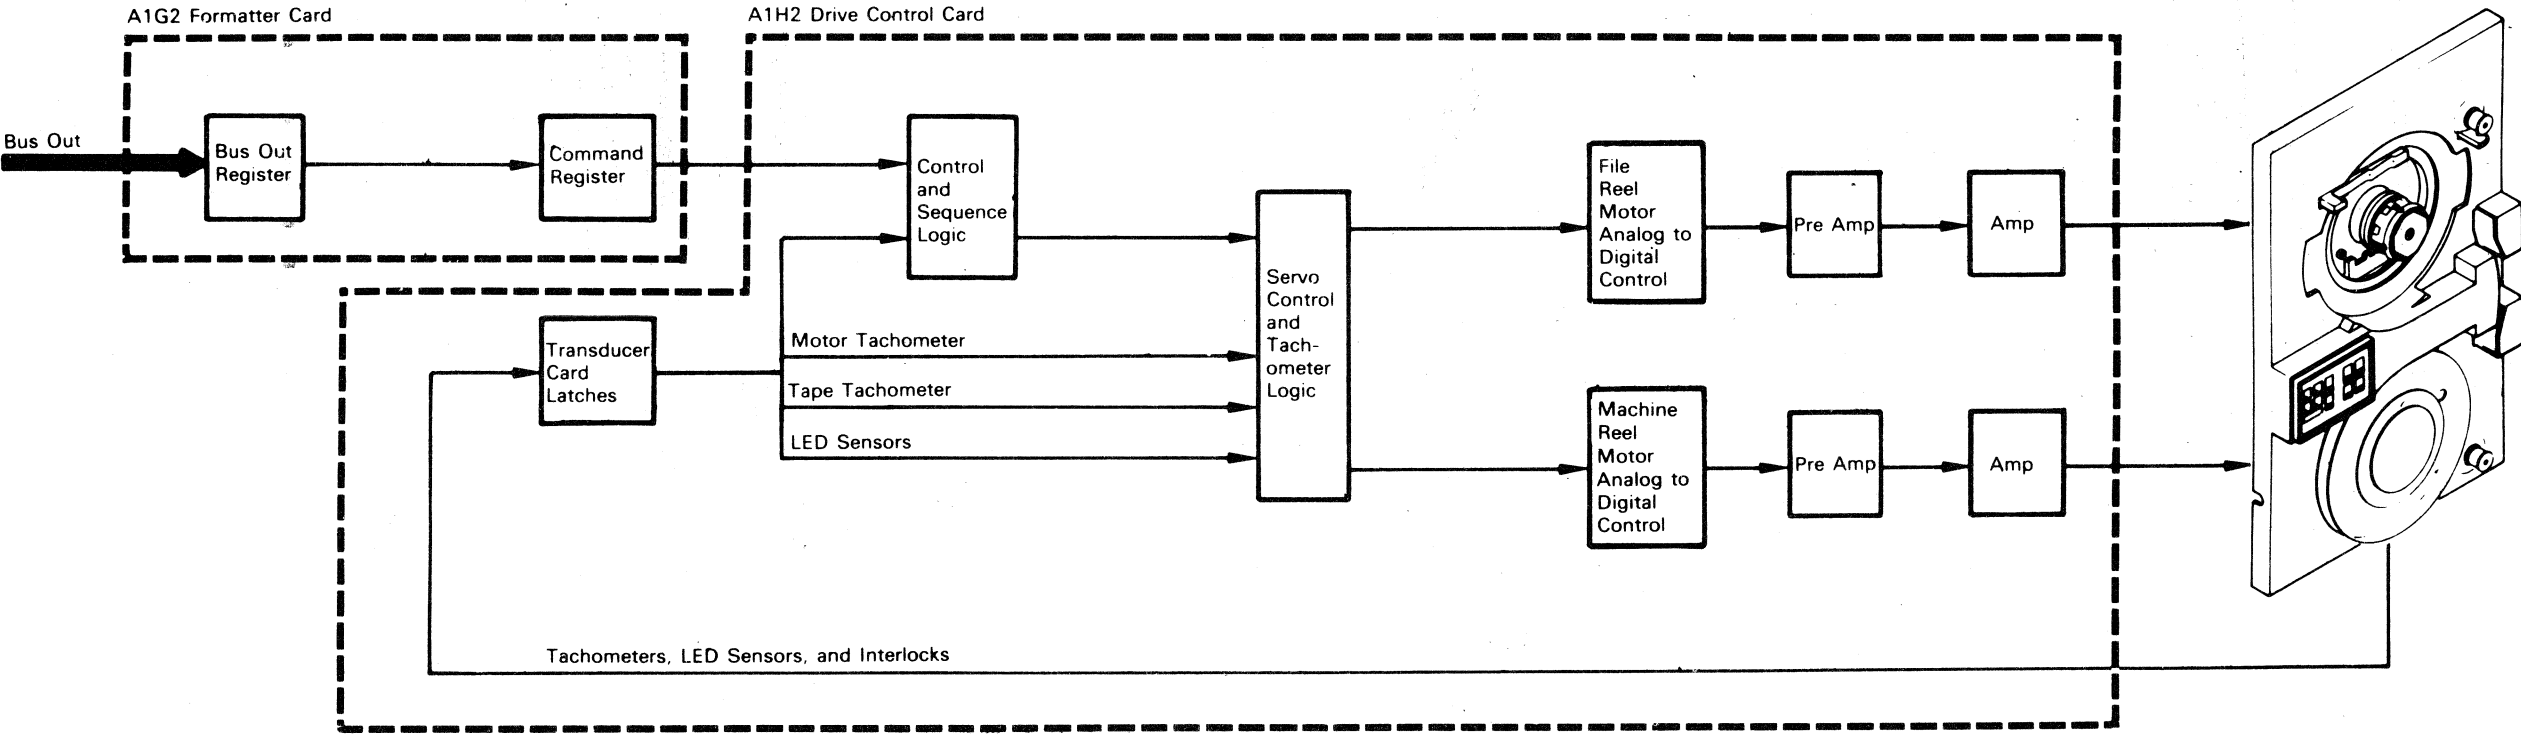 A1G2 Formatter Card
A1H2 Drive Control Card
Bus Out
Bus Out
Register
Command
Register
Control
and
Sequence
Logic
File
Reel
Motor
Analog to
Digital
Control
Pre Amp
Amp
Servo
Control
and
Tach-
ometer
Logic
Transducer
Card
Latches
Motor Tachometer
Tape Tachometer
LED Sensors
Machine
Reel
Motor
Analog to
Digital
Control
Pre Amp
Amp
Tachometers, LED Sensors, and Interlocks